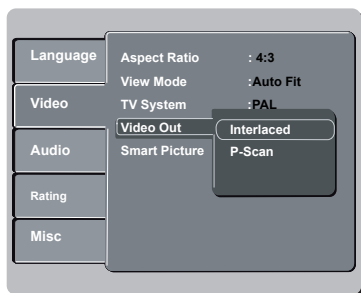 Language
Video
Audio
Rating
Misc
Aspect Ratio : 4:3
View Mode :Auto Fit
TV System :PAL
Video Out
Smart Picture
Interlaced
P-Scan